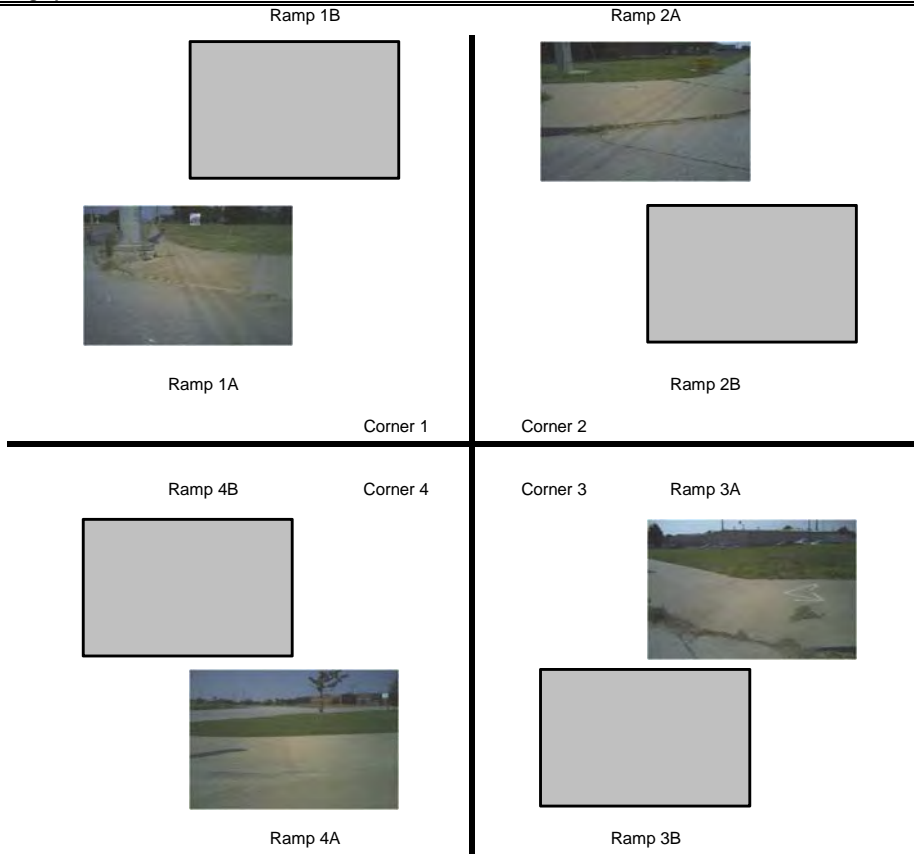 Ramp 1B
Ramp 2A
Ramp 1A
Ramp 2B
Corner 1
Corner 2
Ramp 4B
Corner 4
Corner 3
Ramp 3A
Ramp 4A
Ramp 3B